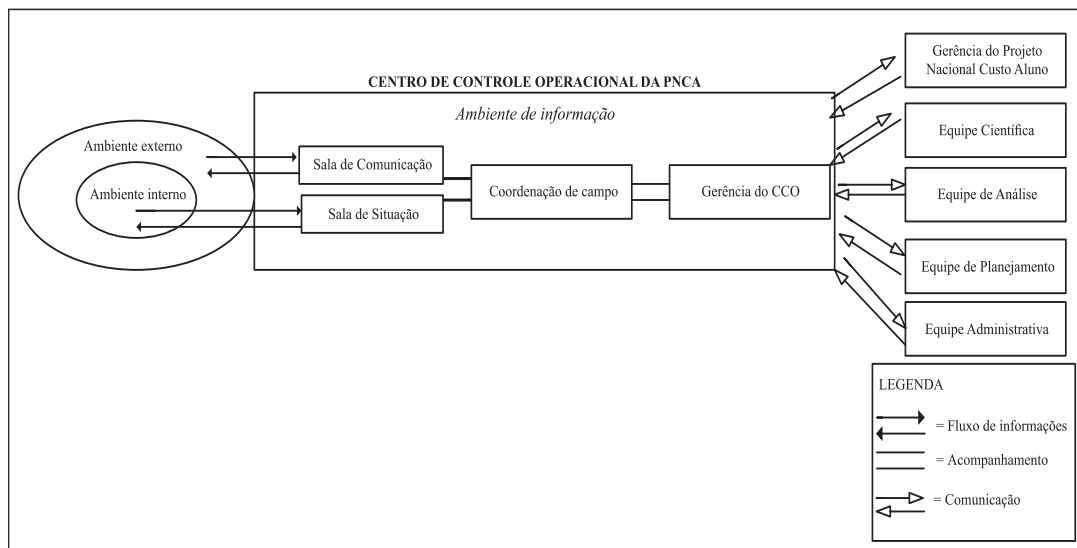 CENTRO DE CONTROLE OPERACIONAL DA PNCA
Ambiente de informação
Ambiente externo
Ambiente interno
Sala de Comunicação
Sala de Situação
Coordenação de campo
Gerência do CCO
Gerência do Projeto
Nacional Custo Aluno
Equipe Científica
Equipe de Análise
Equipe de Planejamento
Equipe Administrativa
LEGENDA
= Fluxo de informações
= Acompanhamento
= Comunicação